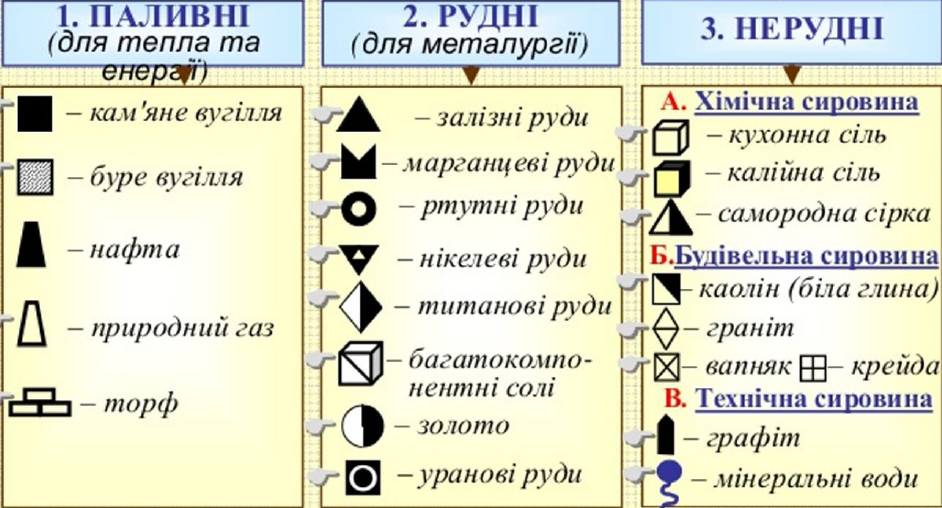 1. ПАЛИВНІ
(для тепла та
енергії)
– кам'яне вугілля
– буре вугілля
– нафта
– природний газ
– торф
2. РУДНІ
(для металургії)
– залізні руди
– марганцеві руди
– ртутні руди
– нікелеві руди
– титанові руди
– багатокомпо-
нентні солі
– золото
– уранові руди
3. НЕРУДНІ
А. Хімічна сировина
– кухонна сіль
– калійна сіль
– самородна сірка
Б.Будівельна сировина
– каолін (біла глина)
– граніт
– вапняк – крейда
В. Технічна сировина
– графіт
– мінеральні води